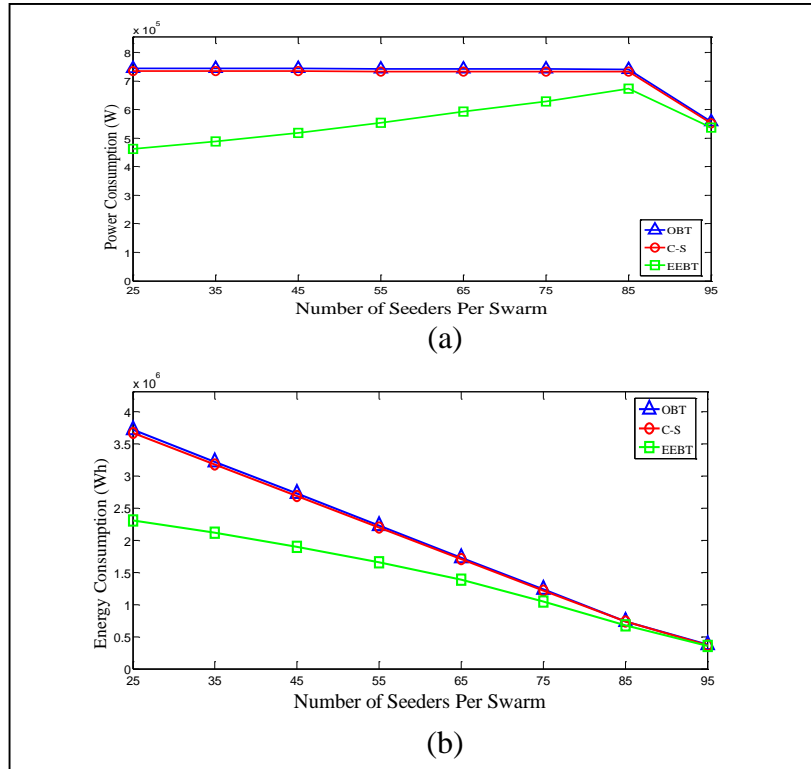 x 10^5
8
7
6
5
4
3
2
1
0
Power Consumption (W)
OBT
C-S
EEBT
25 35 45 55 65 75 85 95
Number of Seeders Per Swarm
(a)
x 10^6
4
3.5
3
2.5
2
1.5
1
0.5
0
Energy Consumption (Wh)
OBT
C-S
EEBT
25 35 45 55 65 75 85 95
Number of Seeders Per Swarm
(b)